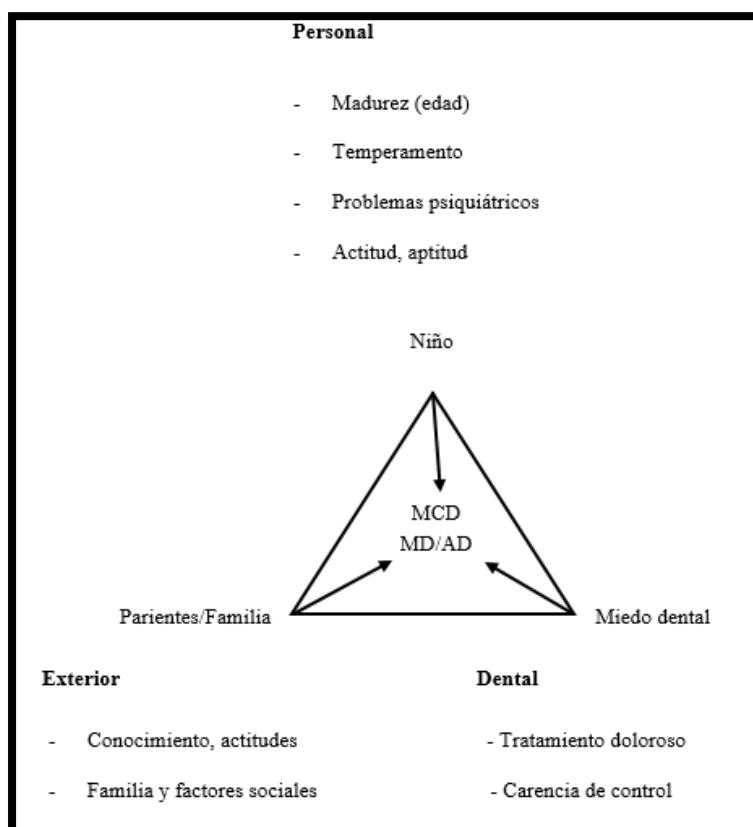 Personal
- Madurez (edad)
- Temperamento
- Problemas psiquiátricos
- Actitud, aptitud
Niño
MCD
MD/AD
Parientes/Familia
Miedo dental
Exterior
- Conocimiento, actitudes
- Familia y factores sociales
Dental
- Tratamiento doloroso
- Carencia de control